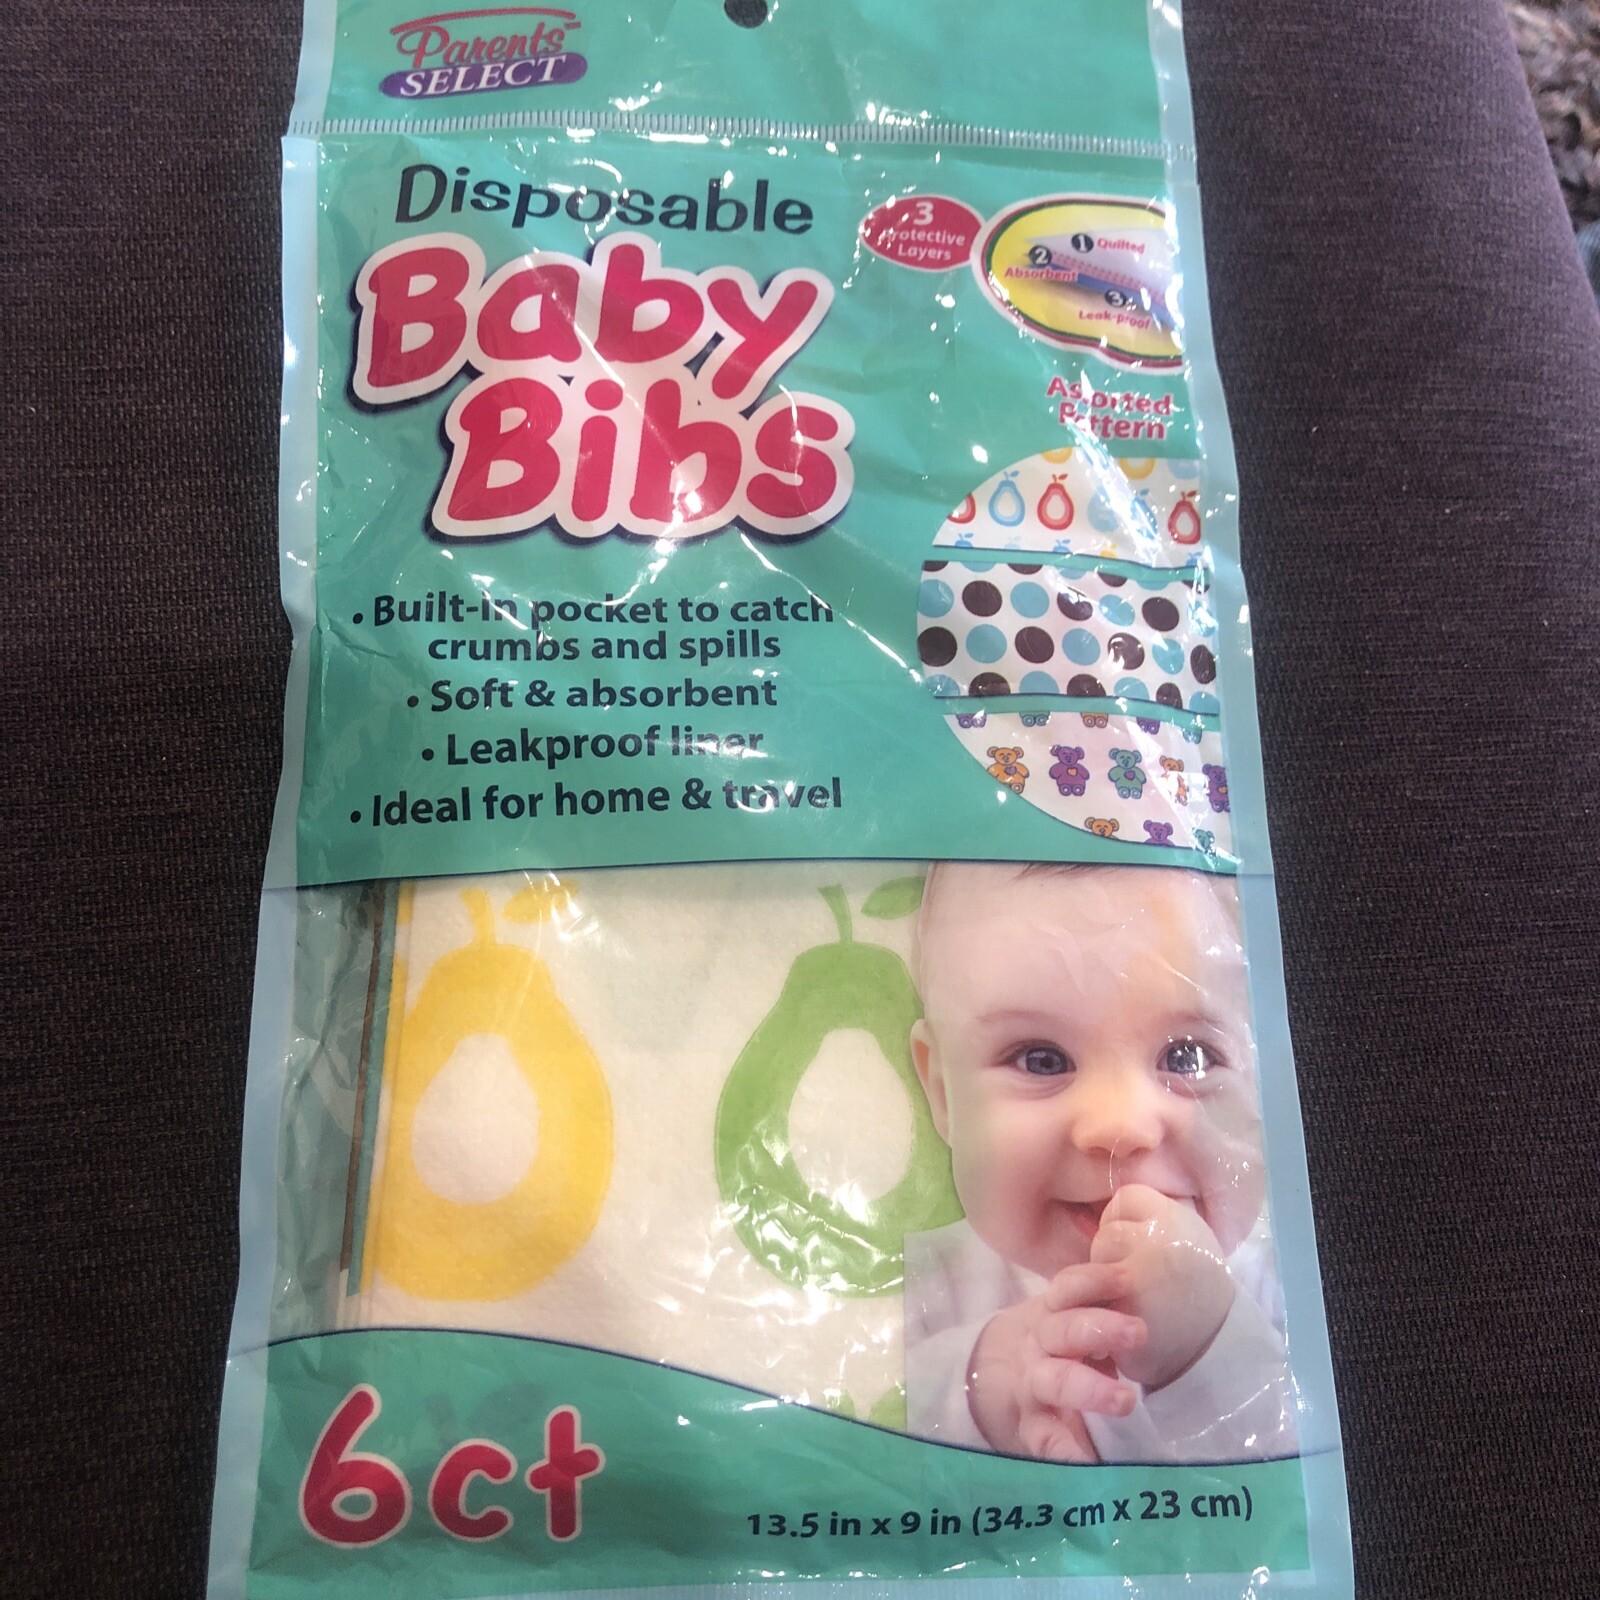 Parents'
SELECT
Disposable
Baby
Bibs
3
Protective
Layers
1 Quilted
2
Absorbent
3
Leak-proof
Assorted
Pattern
• Built-in pocket to catch
crumbs and spills
• Soft & absorbent
• Leakproof liner
• Ideal for home & travel
6ct
13.5 in x 9 in (34.3 cm x 23 cm)